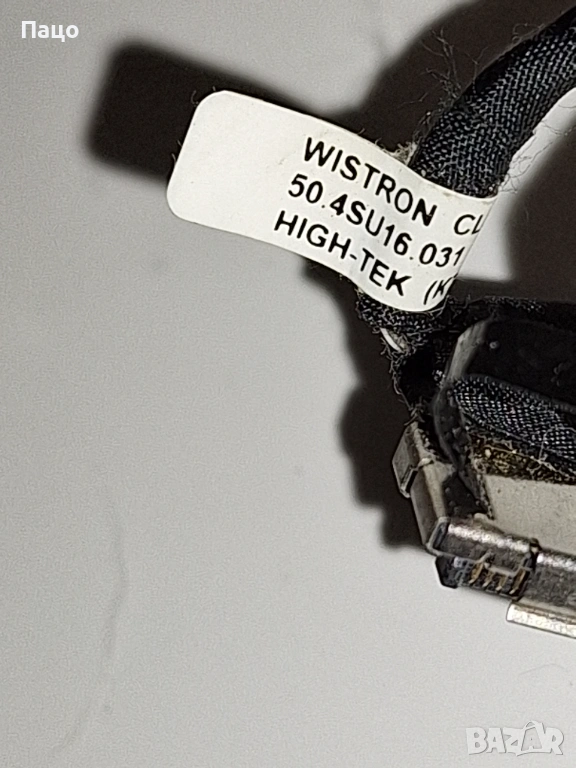 Пацо
WISTRON CL
50.4SU16.031
HIGH-TEK (K
BAZAR